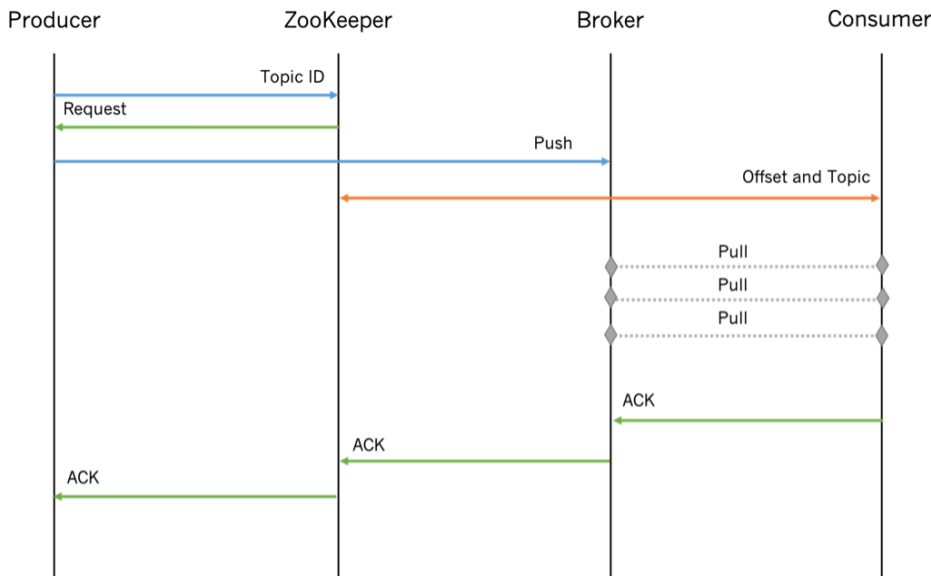 Producer
ZooKeeper
Broker
Consumer
Topic ID
Request
Push
Offset and Topic
Pull
Pull
Pull
ACK
ACK
ACK